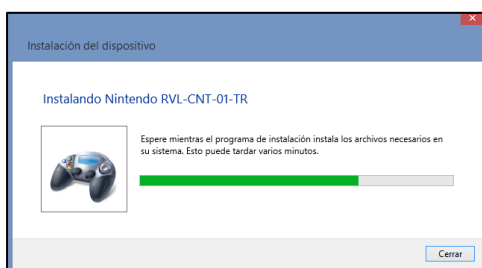 Instalación del dispositivo
Instalando Nintendo RVL-CNT-01-TR
Espere mientras el programa de instalación instala los archivos necesarios en
su sistema. Esto puede tardar varios minutos.
Cerrar